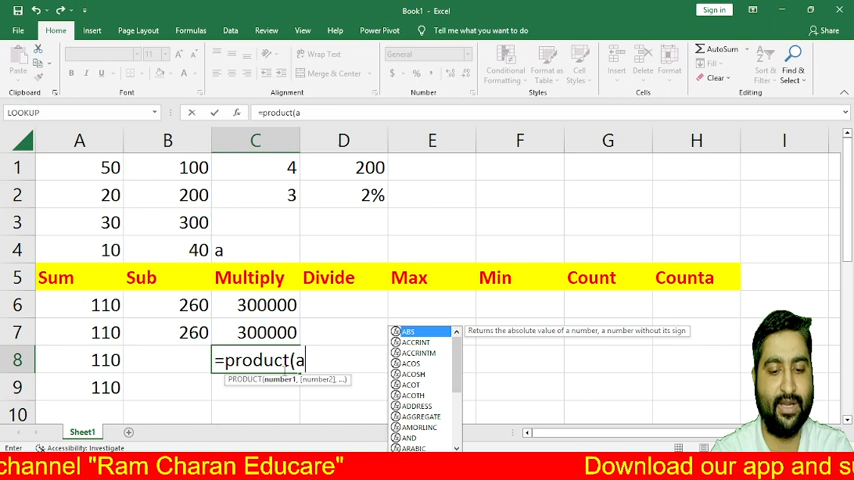 Book1 - Excel
Sign in
File Home Insert Draw Page Layout Formulas Data Review View Help Power Pivot Tell me what you want to do Share
Paste
11
Wrap Text
Merge & Center
General
Conditional Formatting
Format as Table
Cell Styles
Insert
Delete
Format
AutoSum
Fill
Clear
Sort & Filter
Find & Select
Clipboard Font Alignment Number Styles Cells Editing
LOOKUP =product(a
A B C D E F G H I
1 50 100 4 200
2 20 200 3 2%
3 30 300
4 10 40 a
5 Sum Sub Multiply Divide Max Min Count Counta
6 110 260 300000
7 110 260 300000
8 110 =product(a
9 110
10
PRODUCT(number1, [number2], ...)
ABS
Returns the absolute value of a number, a number without its sign
ACCRINT
ACCRINTM
ACOS
ACOSH
ACOT
ACOTH
ADDRESS
AGGREGATE
AMORLINC
AND
ARABIC
Sheet1
Enter Accessibility: Investigate
channel "Ram Charan Educare" Download our app and su